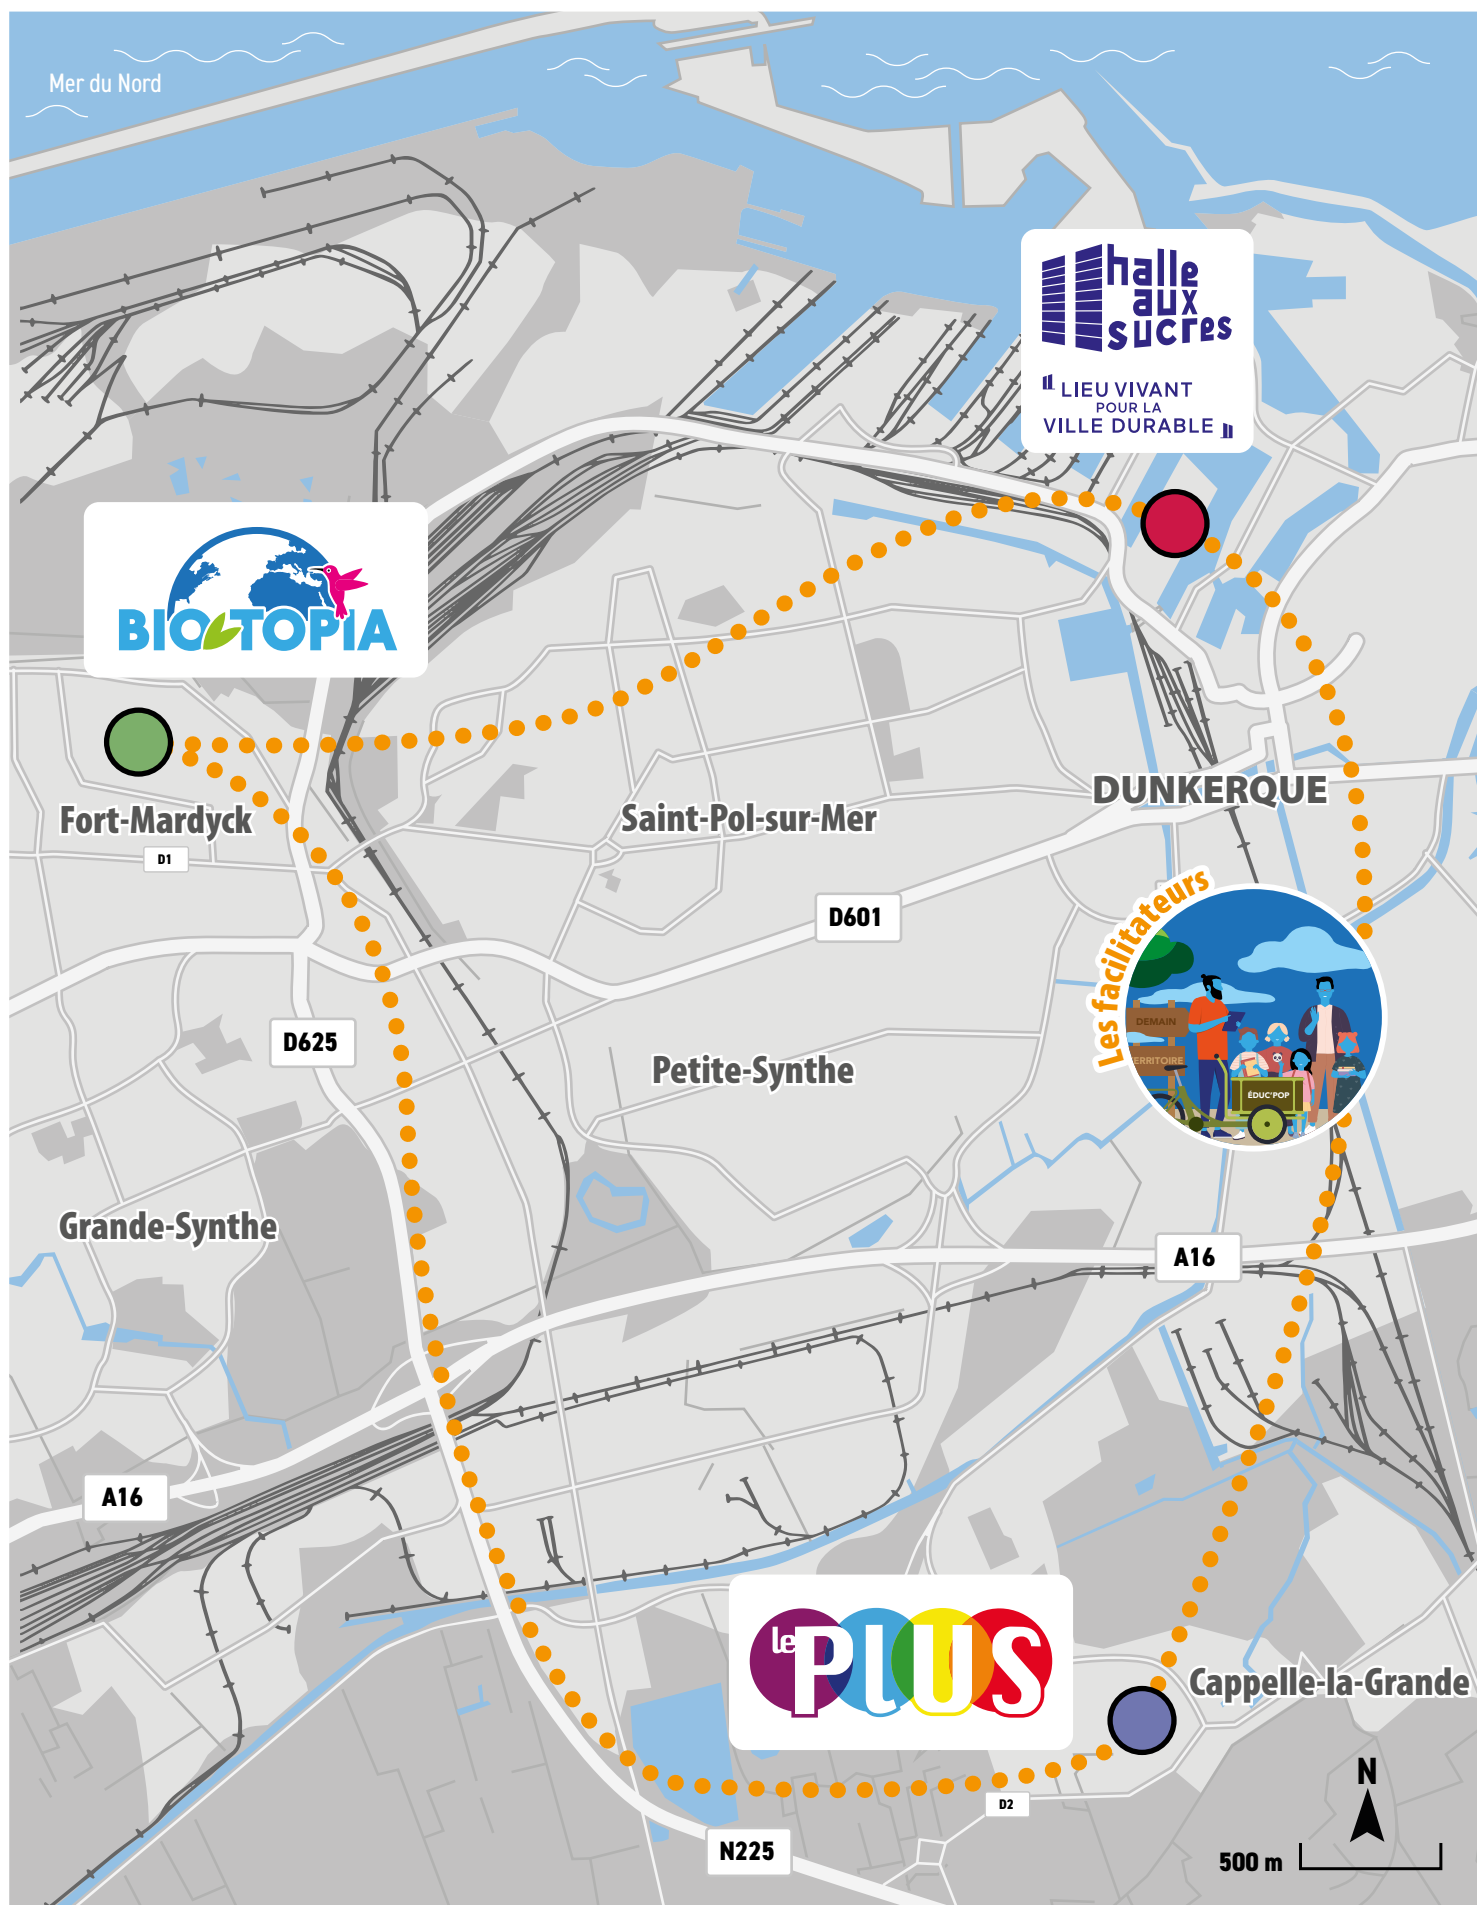 Mer du Nord
halle
aux
sucres
LIEU VIVANT
POUR LA
VILLE DURABLE
BIOTOPIA
Fort-Mardyck
D1
Saint-Pol-sur-Mer
DUNKERQUE
D601
Les facilitateurs
DEMAIN
ERRITOIRE
ÉDUC'POP
D625
Petite-Synthe
Grande-Synthe
A16
A16
le PLUS
Cappelle-la-Grande
D2
N225
N
500 m